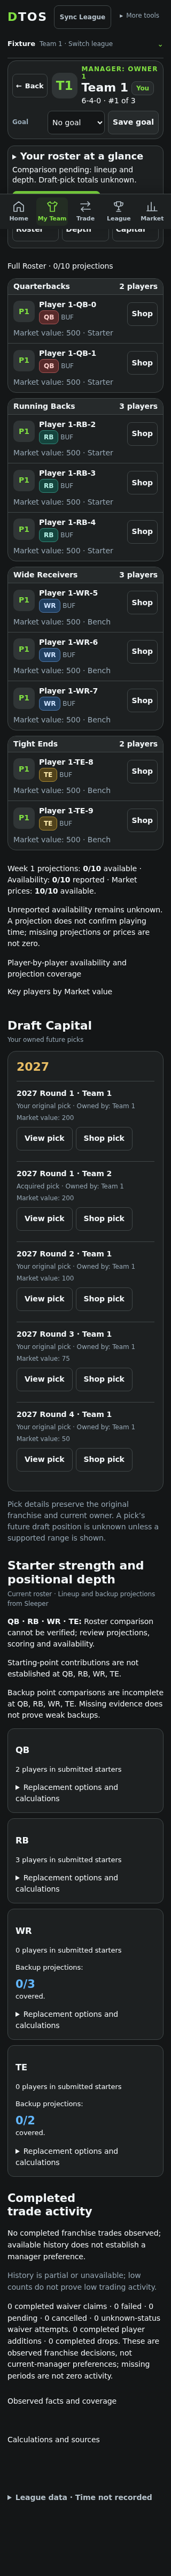 DTOS
Sync League
▸ More tools
Fixture Team 1 · Switch league
← Back
T1
MANAGER: OWNER 1
Team 1
You
6-4-0 · #1 of 3
Goal
No goal
Save goal
▸ Your roster at a glance
Comparison pending: lineup and
depth. Draft-pick totals unknown.
Home
My Team
Trade
League
Market
Roster
Depth
Capital
Full Roster · 0/10 projections
Quarterbacks 2 players
P1
Player 1-QB-0
QB BUF
Shop
Market value: 500 · Starter
P1
Player 1-QB-1
QB BUF
Shop
Market value: 500 · Starter
Running Backs 3 players
P1
Player 1-RB-2
RB BUF
Shop
Market value: 500 · Starter
P1
Player 1-RB-3
RB BUF
Shop
Market value: 500 · Starter
P1
Player 1-RB-4
RB BUF
Shop
Market value: 500 · Starter
Wide Receivers 3 players
P1
Player 1-WR-5
WR BUF
Shop
Market value: 500 · Bench
P1
Player 1-WR-6
WR BUF
Shop
Market value: 500 · Bench
P1
Player 1-WR-7
WR BUF
Shop
Market value: 500 · Bench
Tight Ends 2 players
P1
Player 1-TE-8
TE BUF
Shop
Market value: 500 · Bench
P1
Player 1-TE-9
TE BUF
Shop
Market value: 500 · Bench
Week 1 projections: 0/10 available ·
Availability: 0/10 reported · Market
prices: 10/10 available.
Unreported availability remains unknown.
A projection does not confirm playing
time; missing projections or prices are
not zero.
Player-by-player availability and
projection coverage
Key players by Market value
Draft Capital
Your owned future picks
2027
2027 Round 1 · Team 1
Your original pick · Owned by: Team 1
Market value: 200
View pick
Shop pick
2027 Round 1 · Team 2
Acquired pick · Owned by: Team 1
Market value: 200
View pick
Shop pick
2027 Round 2 · Team 1
Your original pick · Owned by: Team 1
Market value: 100
View pick
Shop pick
2027 Round 3 · Team 1
Your original pick · Owned by: Team 1
Market value: 75
View pick
Shop pick
2027 Round 4 · Team 1
Your original pick · Owned by: Team 1
Market value: 50
View pick
Shop pick
Pick details preserve the original
franchise and current owner. A pick's
future draft position is unknown unless a
supported range is shown.
Starter strength and
positional depth
Current roster · Lineup and backup projections
from Sleeper
QB · RB · WR · TE: Roster comparison
cannot be verified; review projections,
scoring and availability.
Starting-point contributions are not
established at QB, RB, WR, TE.
Backup point comparisons are incomplete
at QB, RB, WR, TE. Missing evidence does
not prove weak backups.
QB
2 players in submitted starters
▸ Replacement options and
calculations
RB
3 players in submitted starters
▸ Replacement options and
calculations
WR
0 players in submitted starters
Backup projections:
0/3
covered.
▸ Replacement options and
calculations
TE
0 players in submitted starters
Backup projections:
0/2
covered.
▸ Replacement options and
calculations
Completed
trade activity
No completed franchise trades observed;
available history does not establish a
manager preference.
History is partial or unavailable; low
counts do not prove low trading activity.
0 completed waiver claims · 0 failed · 0
pending · 0 cancelled · 0 unknown-status
waiver attempts. 0 completed player
additions · 0 completed drops. These are
observed franchise decisions, not
current-manager preferences; missing
periods are not zero activity.
Observed facts and coverage
Calculations and sources
▸ League data · Time not recorded